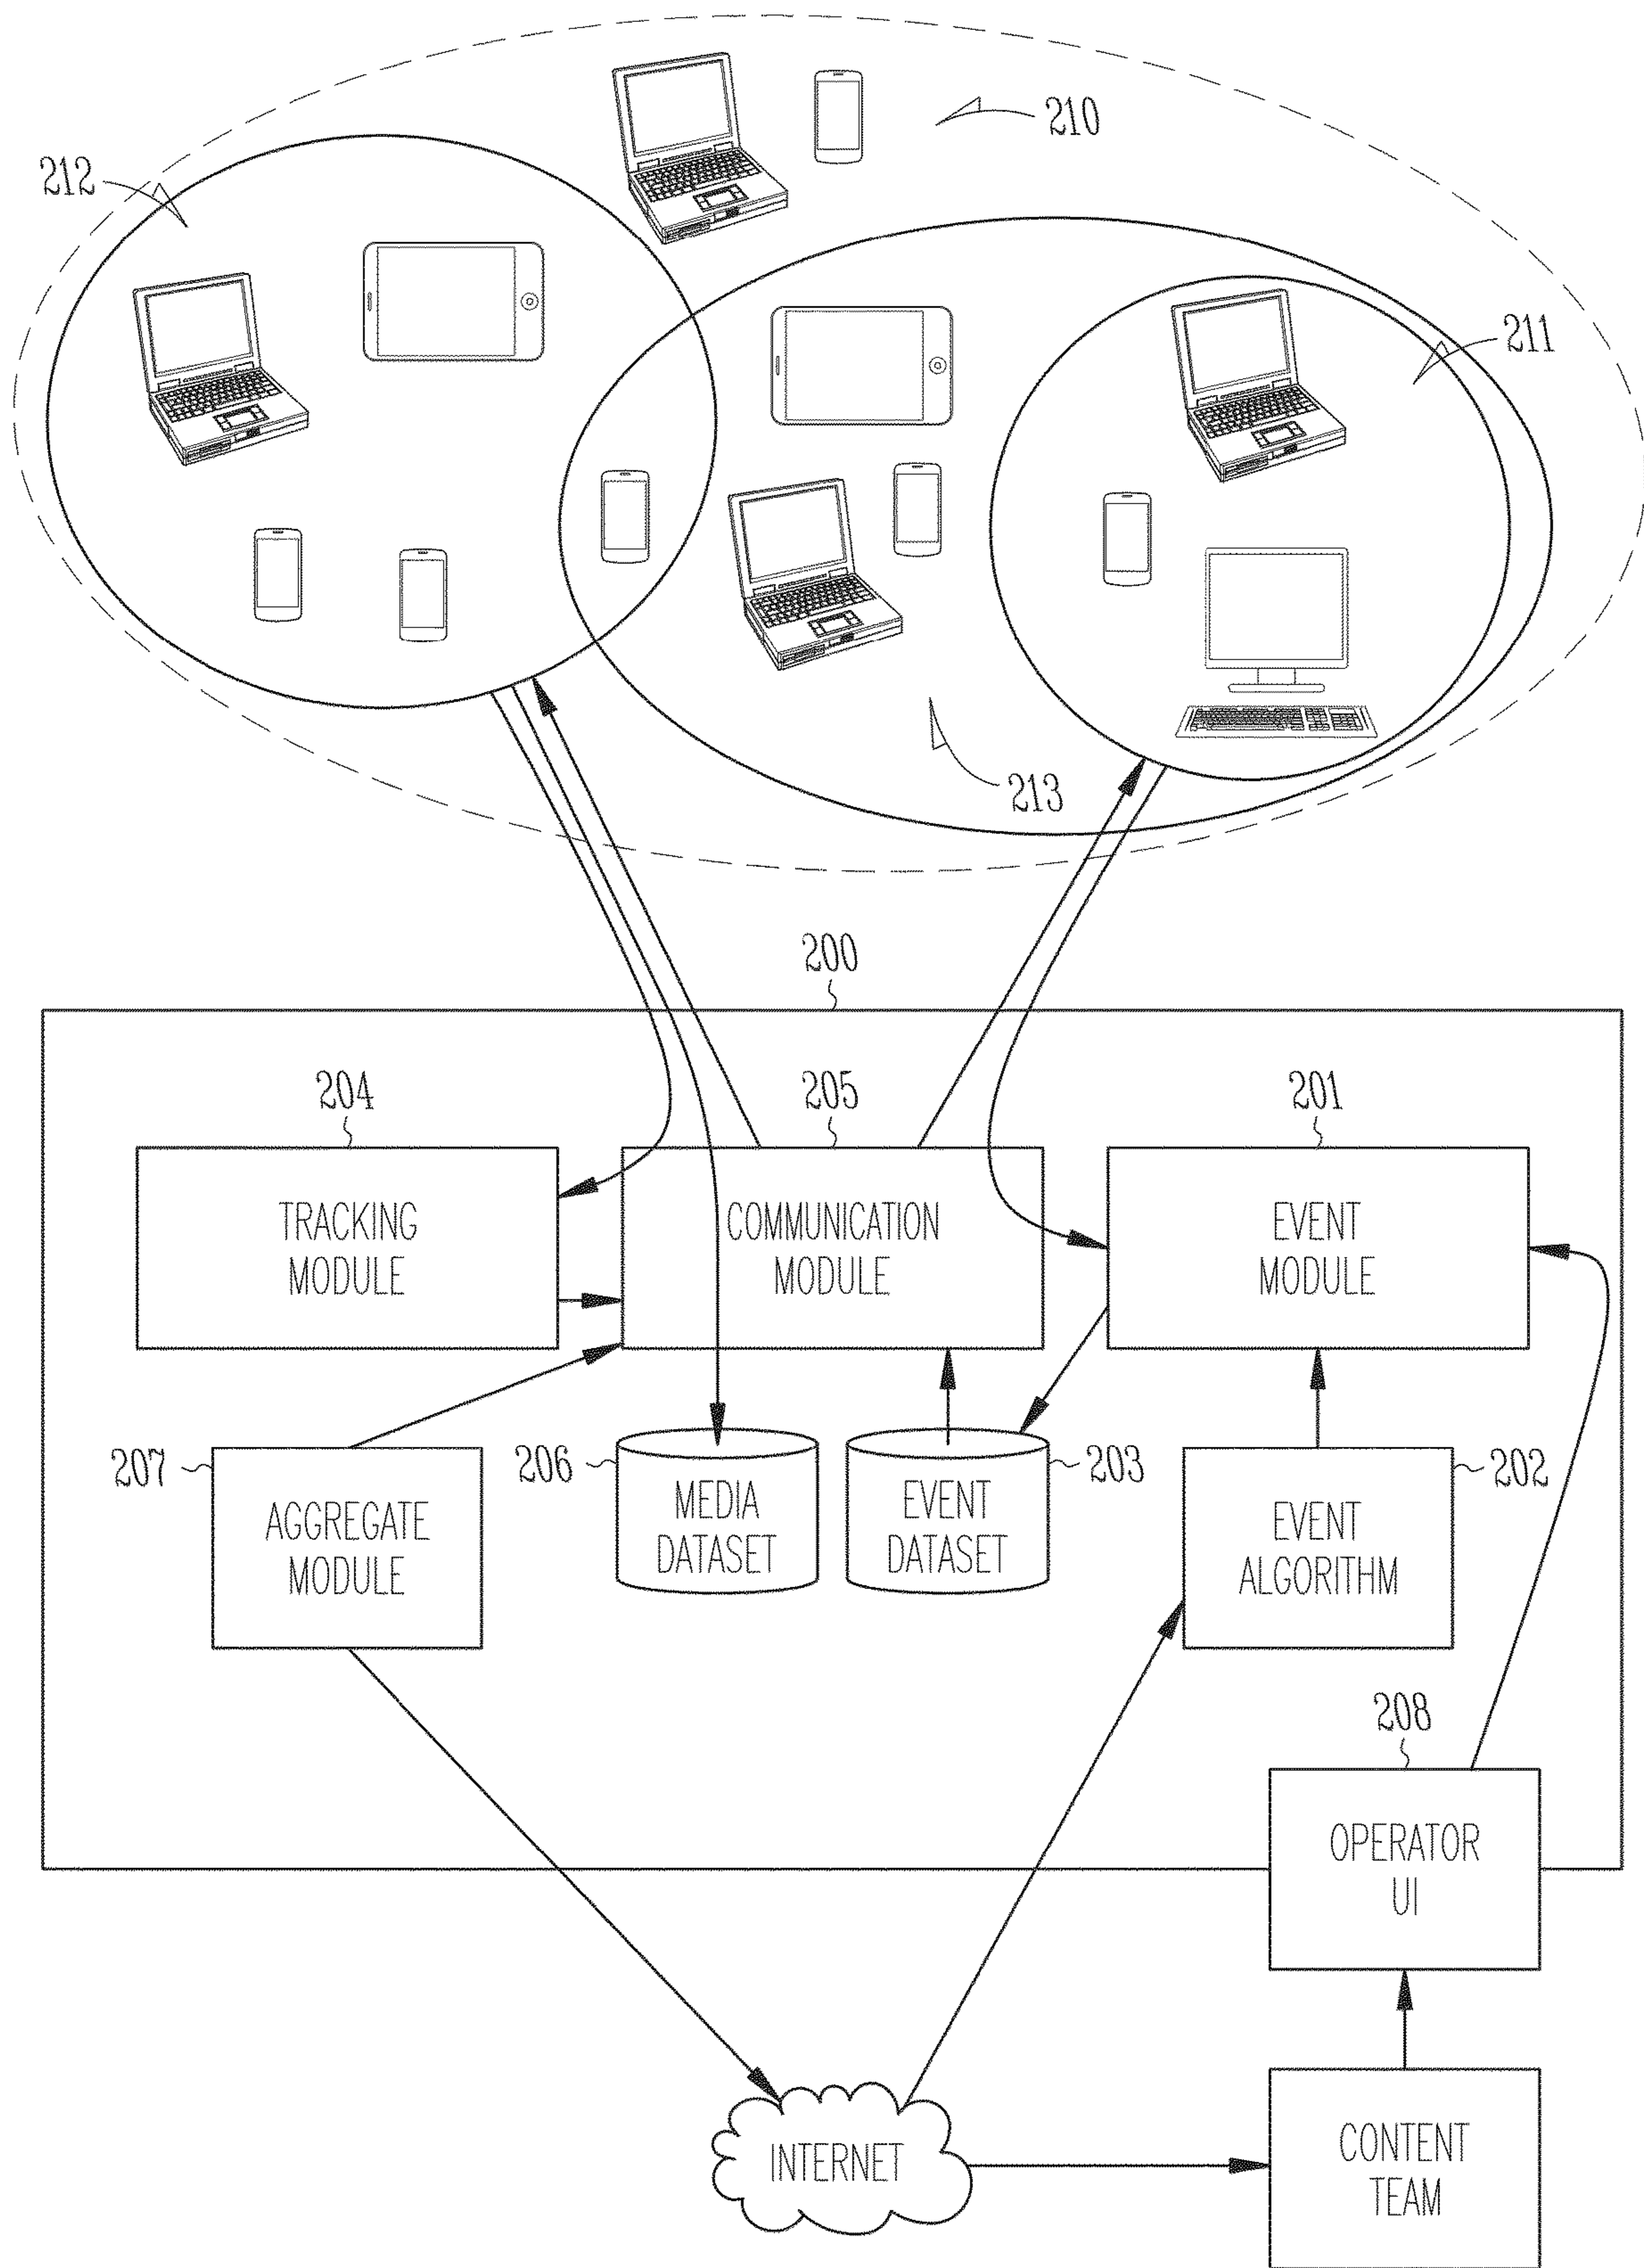 210
212
211
213
200
204
205
201
TRACKING
MODULE
COMMUNICATION
MODULE
EVENT
MODULE
207
206
203
202
AGGREGATE
MODULE
MEDIA
DATASET
EVENT
DATASET
EVENT
ALGORITHM
208
OPERATOR
UI
INTERNET
CONTENT
TEAM